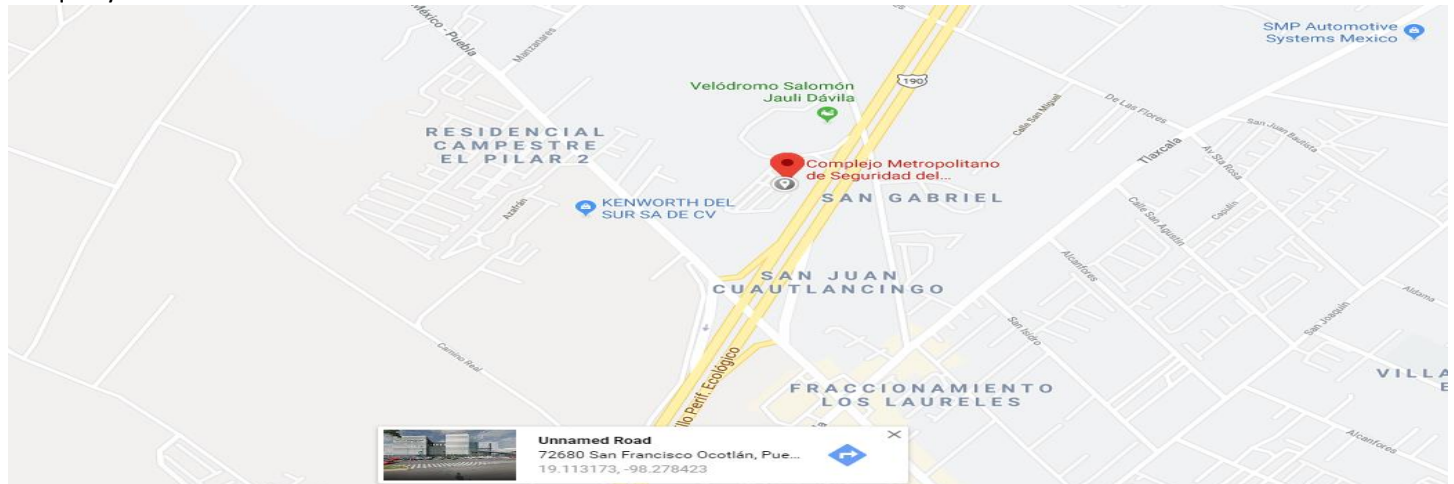 México - Puebla
Manzanares
SMP Automotive
Systems Mexico
190
Velódromo Salomón
Jauli Dávila
Calle San Miguel
De Las Flores
San Juan Bautista
RESIDENCIAL
CAMPESTRE
EL PILAR 2
Tlaxcala
Av Sta Rosa
Complejo Metropolitano
de Seguridad del...
SAN GABRIEL
Azafrán
KENWORTH DEL
SUR SA DE CV
Calle San Agustín
Capulín
Alcanfores
SAN JUAN
CUAUTLANCINGO
Aldama
San Joaquín
San Isidro
Camino Real
llo Perif. Ecológico
FRACCIONAMIENTO
LOS LAURELES
VILLA
E
Alcanfores
Unnamed Road
72680 San Francisco Ocotlán, Pue...
19.113173, -98.278423